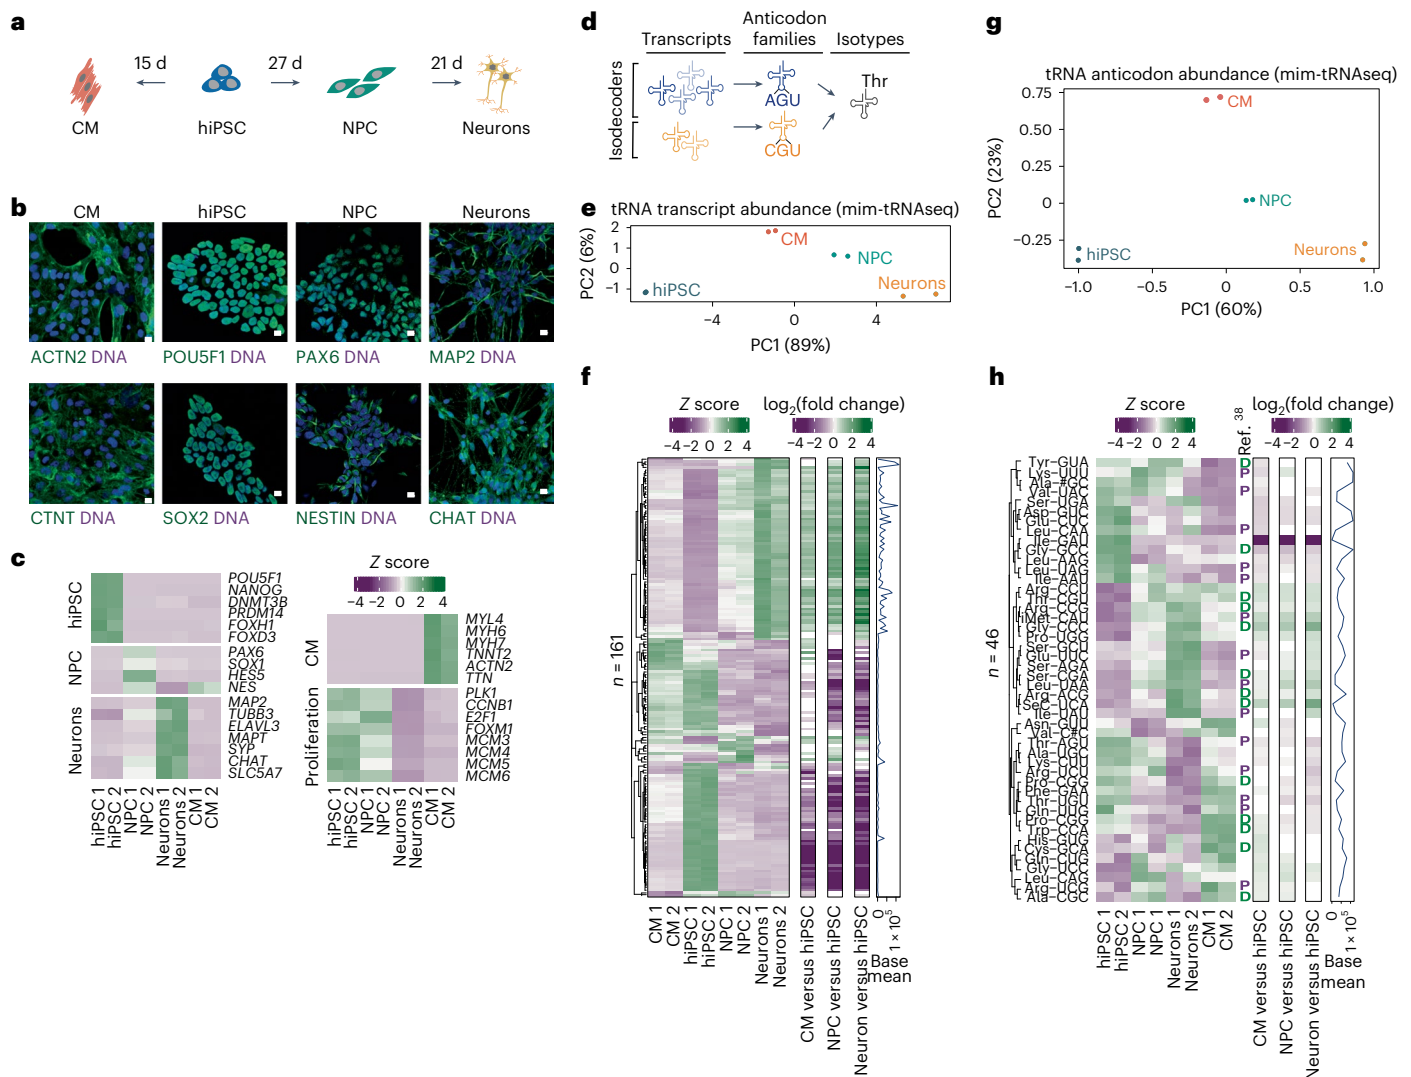 a
15 d
27 d
21 d
CM
hiPSC
NPC
Neurons
b
CM
hiPSC
NPC
Neurons
ACTN2 DNA
POU5F1 DNA
PAX6 DNA
MAP2 DNA
CTNT DNA
SOX2 DNA
NESTIN DNA
CHAT DNA
c
hiPSC
POU5F1
NANOG
DNMT3B
PRDM14
FOXH1
FOXD3
NPC
PAX6
SOX1
HES5
NES
Neurons
MAP2
TUBB3
ELAVL3
MAPT
SYP
CHAT
SLC5A7
hiPSC 1
hiPSC 2
NPC 1
NPC 2
Neurons 1
Neurons 2
CM 1
CM 2
Z score
−4 −2 0 2 4
CM
MYL4
MYH6
MYH7
TNNT2
ACTN2
TTN
Proliferation
PLK1
CCNB1
E2F1
FOXM1
MCM3
MCM4
MCM5
MCM6
hiPSC 1
hiPSC 2
NPC 1
NPC 2
Neurons 1
Neurons 2
CM 1
CM 2
d
Transcripts
Anticodon families
Isotypes
Isodecoders
AGU
CGU
Thr
e
tRNA transcript abundance (mim-tRNAseq)
PC2 (6%)
2
1
0
−1
CM
NPC
Neurons
hiPSC
−4 0 4
PC1 (89%)
f
Z score
−4 −2 0 2 4
log2(fold change)
−4 −2 0 2 4
n = 161
CM 1
CM 2
hiPSC 1
hiPSC 2
NPC 1
NPC 2
Neurons 1
Neurons 2
CM versus hiPSC
NPC versus hiPSC
Neuron versus hiPSC
0
1 × 10⁵
Base mean
g
tRNA anticodon abundance (mim-tRNAseq)
PC2 (23%)
0.75
0.50
0.25
0
−0.25
CM
NPC
Neurons
hiPSC
−1.0 −0.5 0 0.5 1.0
PC1 (60%)
h
Z score
−4 −2 0 2 4
Ref. 38
log2(fold change)
−4 −2 0 2 4
n = 46
Tyr−GUA
Lys−UUU
Ala−#GC
Val−UAC
Ser−UGA
Asp−GUC
Glu−CUC
Leu−CAA
Ile−GAU
Gly−GCC
Leu−AAG
Leu−UAG
Ile−AAU
Arg−CCU
Thr−CGU
Arg−CCG
iMet−CAU
Gly−CCC
Pro−UGG
Ser−GCU
Glu−UUC
Ser−AGA
Ser−CGA
Leu−UAA
Arg−ACG
SeC−UCA
Ile−UAU
Asn−GUU
Val−C#C
Thr−AGU
Ala−UGC
Lys−CUU
Arg−UCU
Pro−CGG
Phe−GAA
Thr−UGU
Gln−UUG
Pro−CGG
Trp−CCA
His−GUG
Cys−GCA
Gln−CUG
Gly−UCC
Leu−CAG
Arg−UCG
Ala−CGC
D
P
P
P
D
P
P
D
D
P
D
P
D
P
D
D
P
P
P
D
P
P
D
D
D
P
D
hiPSC 1
hiPSC 2
NPC 1
NPC 1
Neurons 1
Neurons 2
CM 1
CM 2
CM versus hiPSC
NPC versus hiPSC
Neuron versus hiPSC
0
1 × 10⁵
Base mean